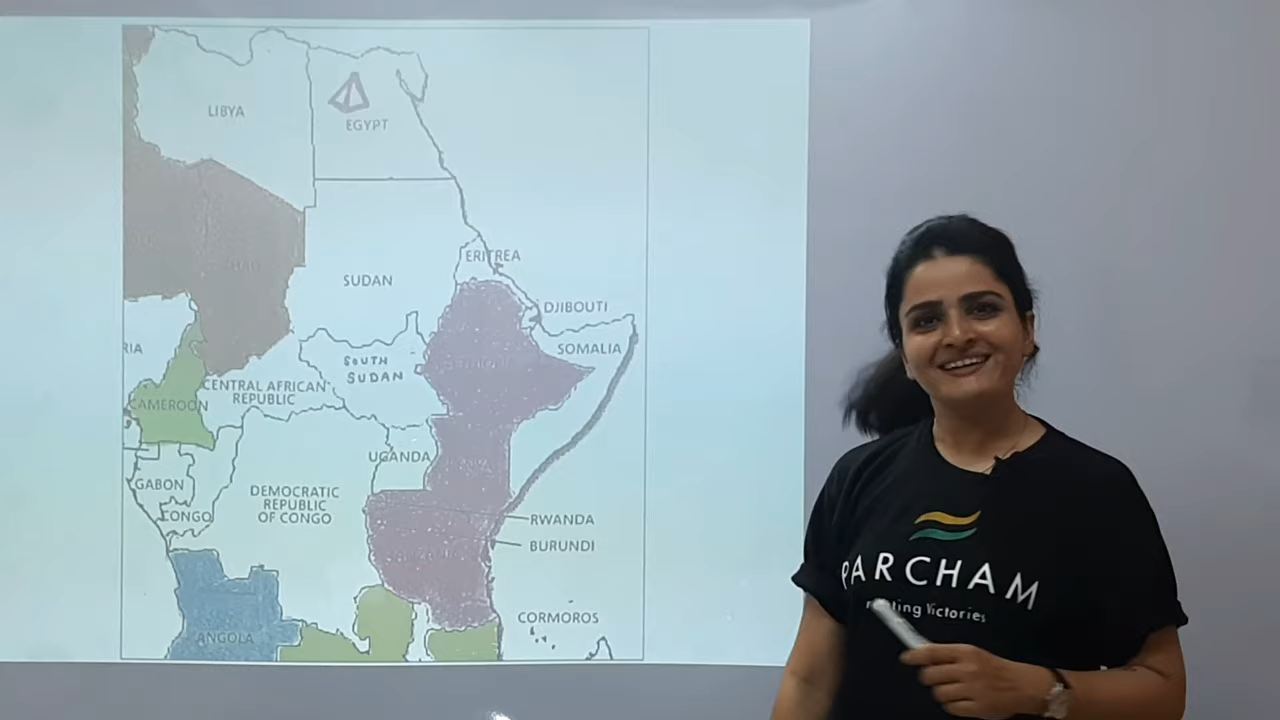 LIBYA
EGYPT
SUDAN
ERITREA
DJIBOUTI
SOMALIA
SOUTH
SUDAN
RIA
CENTRAL AFRICAN
REPUBLIC
CAMEROON
UGANDA
GABON
CONGO
DEMOCRATIC
REPUBLIC
OF CONGO
RWANDA
BURUNDI
CORMOROS
ANGOLA
PARCHAM
Victories